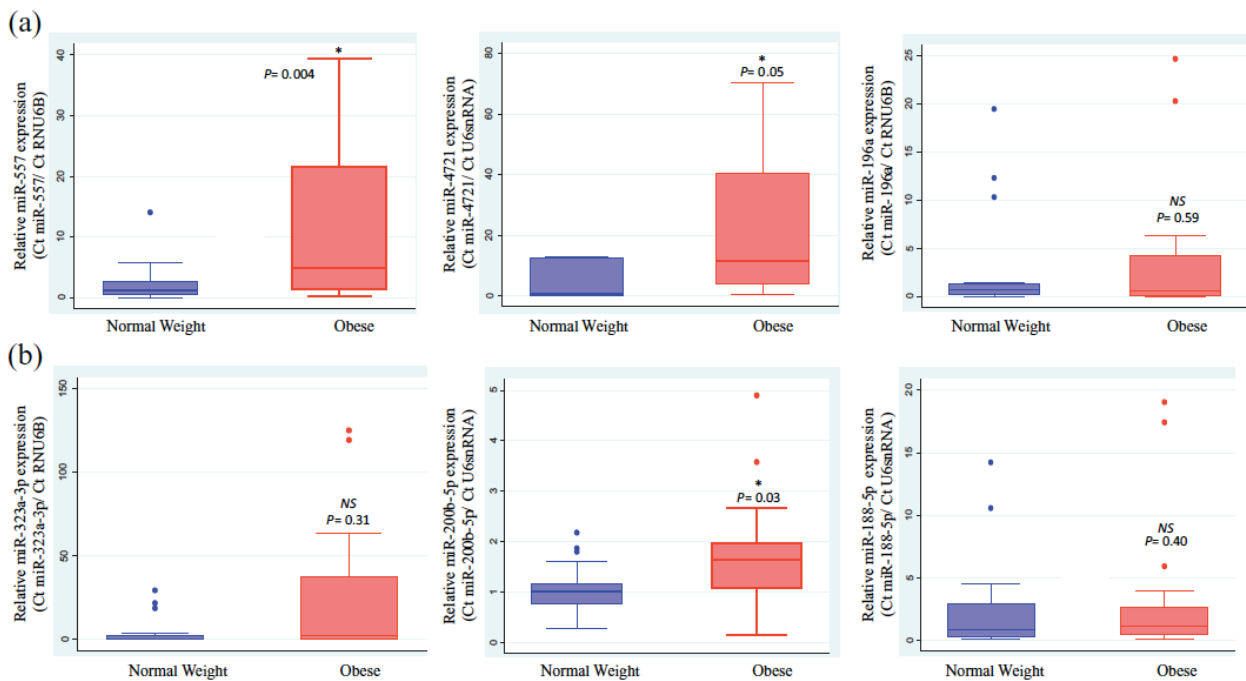 (a)
Relative miR-557 expression
(Ct miR-557/ Ct RNU6B)
40
30
20
10
0
*
P= 0.004
Normal Weight
Obese
Relative miR-4721 expression
(Ct miR-4721/ Ct U6snRNA)
80
60
40
20
0
*
P= 0.05
Normal Weight
Obese
Relative miR-196a expression
(Ct miR-196a/ Ct RNU6B)
25
20
15
10
5
0
NS
P= 0.59
Normal Weight
Obese
(b)
Relative miR-323a-3p expression
(Ct miR-323a-3p/ Ct RNU6B)
150
100
50
0
NS
P= 0.31
Normal Weight
Obese
Relative miR-200b-5p expression
(Ct miR-200b-5p/ Ct U6snRNA)
5
4
3
2
1
0
*
P= 0.03
Normal Weight
Obese
Relative miR-188-5p expression
(Ct miR-188-5p/ Ct U6snRNA)
20
15
10
5
0
NS
P= 0.40
Normal Weight
Obese